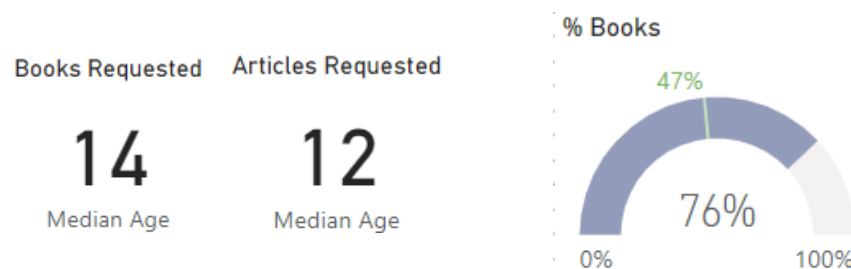 Books Requested
14
Median Age
Articles Requested
12
Median Age
% Books
47%
76%
0%
100%